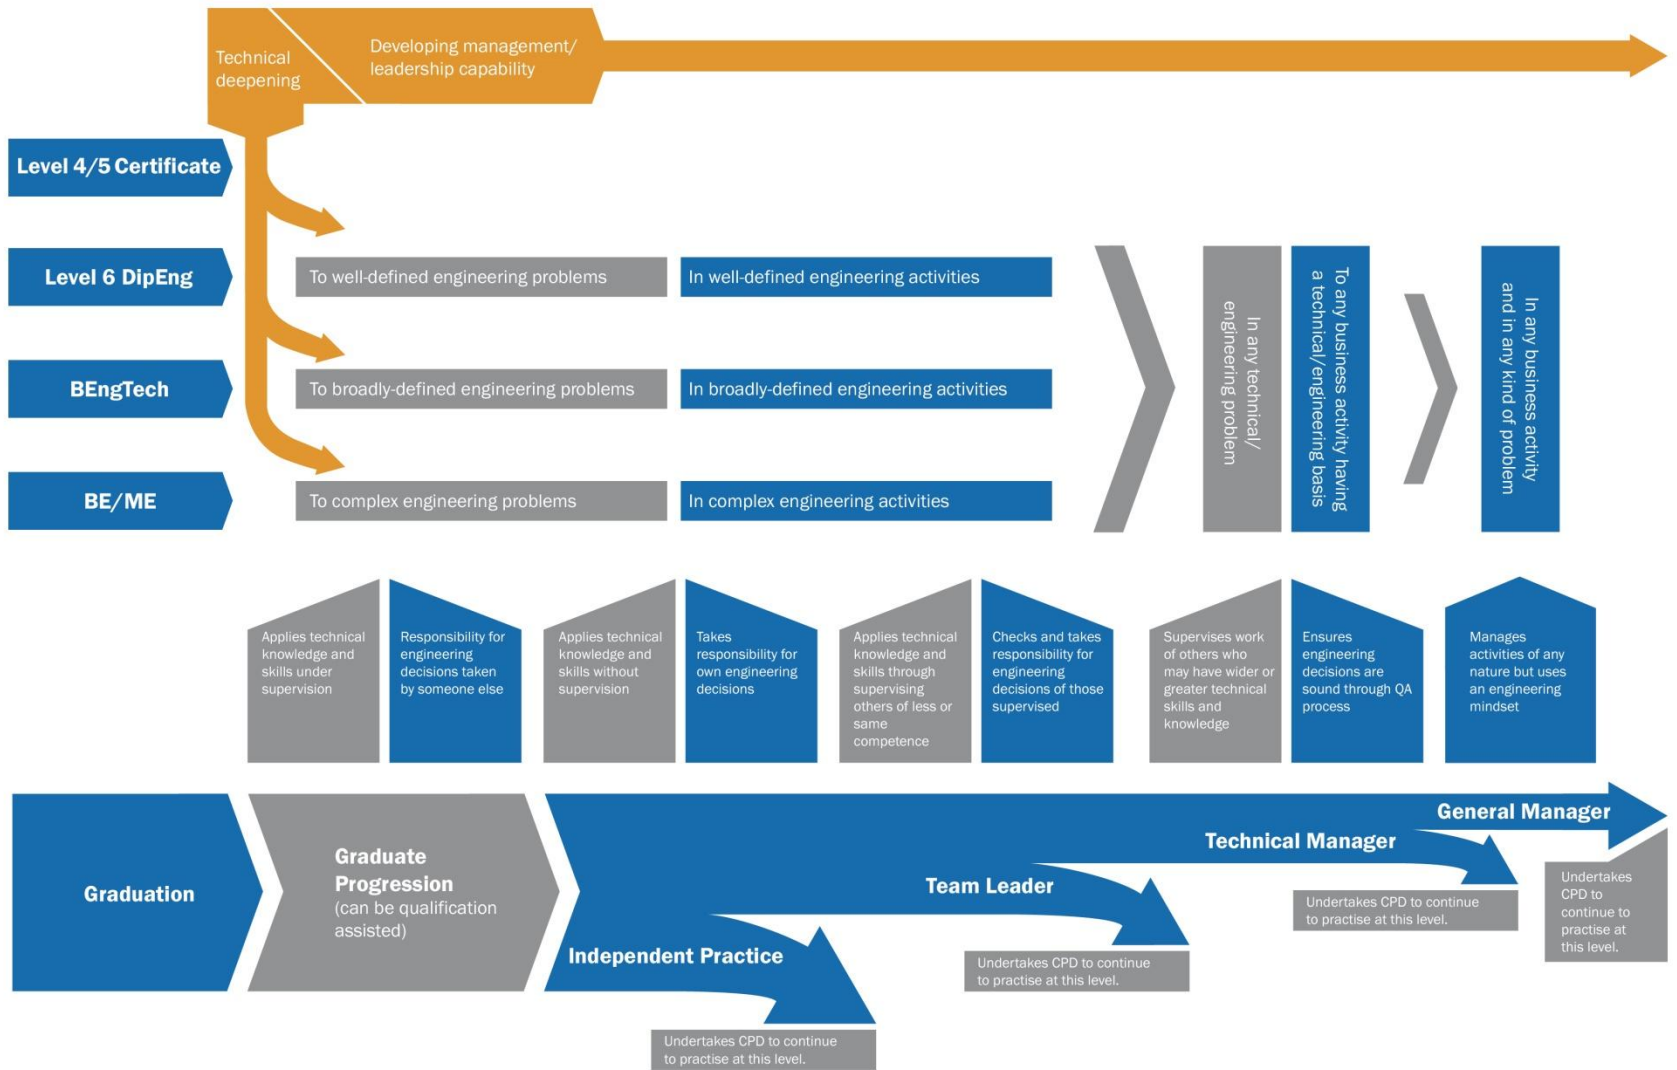 Technical
deepening
Developing management/
leadership capability
Level 4/5 Certificate
Level 6 DipEng
To well-defined engineering problems
In well-defined engineering activities
BEngTech
To broadly-defined engineering problems
In broadly-defined engineering activities
BE/ME
To complex engineering problems
In complex engineering activities
In any technical/
engineering problem
To any business activity having
a technical/engineering basis
In any business activity
and in any kind of problem
Applies technical
knowledge and
skills under
supervision
Responsibility for
engineering
decisions taken
by someone else
Applies technical
knowledge and
skills without
supervision
Takes
responsibility for
own engineering
decisions
Applies technical
knowledge and
skills through
supervising
others of less or
same
competence
Checks and takes
responsibility for
engineering
decisions of those
supervised
Supervises work
of others who
may have wider or
greater technical
skills and
knowledge
Ensures
engineering
decisions are
sound through QA
process
Manages
activities of any
nature but uses
an engineering
mindset
Graduation
Graduate
Progression
(can be qualification
assisted)
Independent Practice
Undertakes CPD to continue
to practise at this level.
Team Leader
Undertakes CPD to continue
to practise at this level.
Technical Manager
Undertakes CPD to continue
to practise at this level.
General Manager
Undertakes
CPD to
continue to
practise at
this level.